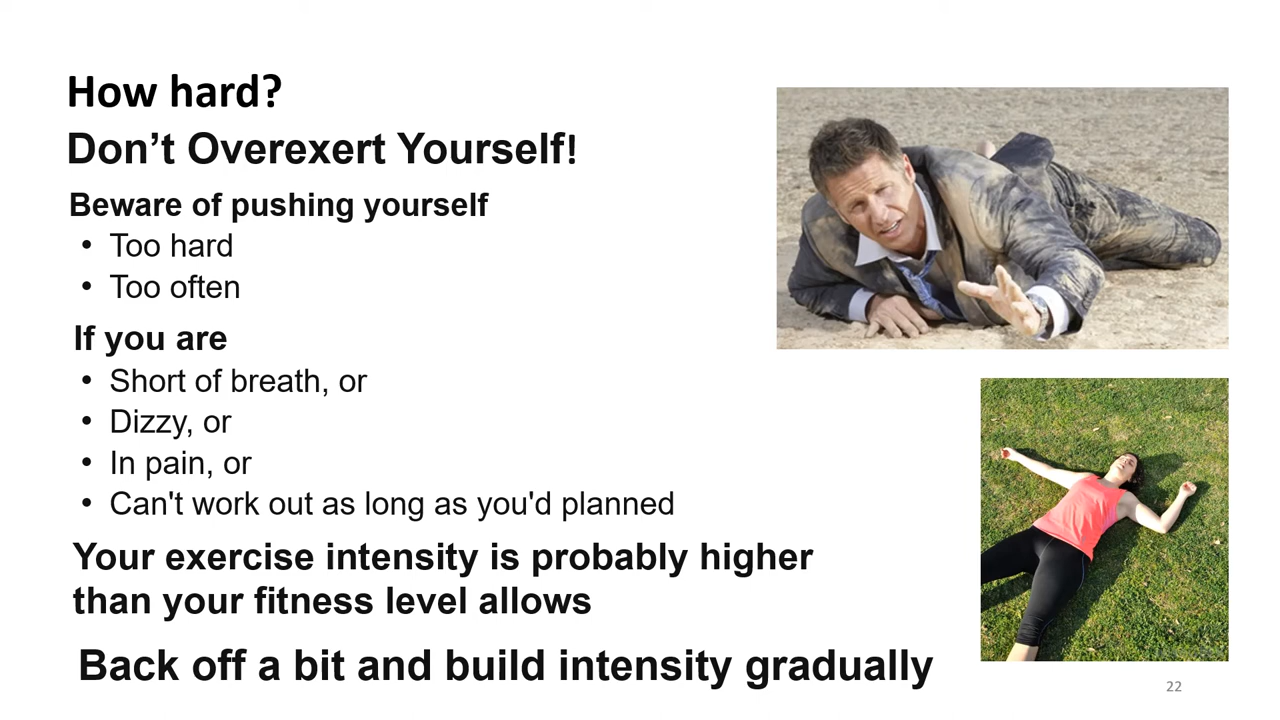 How hard?
Don’t Overexert Yourself!
Beware of pushing yourself
• Too hard
• Too often
If you are
• Short of breath, or
• Dizzy, or
• In pain, or
• Can't work out as long as you'd planned
Your exercise intensity is probably higher
than your fitness level allows
Back off a bit and build intensity gradually
22